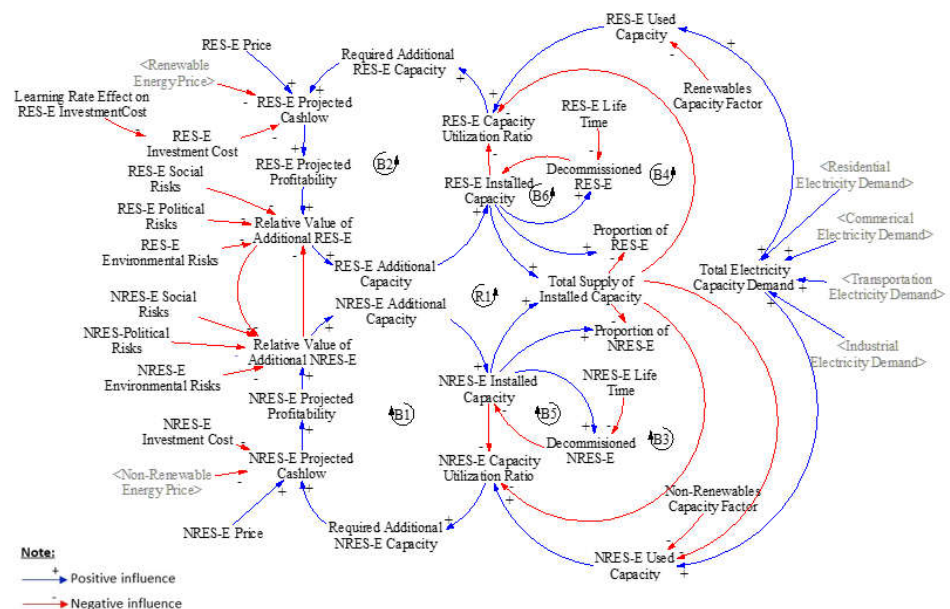 RES-E Used
Capacity
RES-E Price
Required Additional
RES-E Capacity
<Renewable
EnergyPrice>
Learning Rate Effect on
RES-E InvestmentCost
RES-E Projected
Cashlow
Renewables
Capacity Factor
RES-E Life
Time
RES-E Capacity
Utilization Ratio
RES-E
Investment Cost
RES-E Projected
Profitability
B2
Decommissioned
RES-E
B4
RES-E Social
Risks
RES-E Installed
Capacity
B6
<Residential
Electricity Demand>
RES-E Political
Risks
Relative Value of
Additional RES-E
<Commerical
Electricity Demand>
Proportion of
RES-E
RES-E
Environmental Risks
RES-E Additional
Capacity
Total Supply of
Installed Capacity
Total Electricity
Capacity Demand
<Transportation
Electricity Demand>
NRES-E Social
Risks
NRES-E Additional
Capacity
R1
NRES-Political
Risks
Relative Value of
Additional NRES-E
Proportion of
NRES-E
<Industrial
Electricity Demand>
NRES-E
Environmental Risks
NRES-E Installed
Capacity
NRES-E Life
Time
NRES-E Projected
Profitability
B1
B5
B3
Decommisioned
NRES-E
NRES-E
Investment Cost
NRES-E Projected
Cashlow
NRES-E Capacity
Utilization Ratio
<Non-Renewable
EnergyPrice>
Non-Renewables
Capacity Factor
NRES-E Price
Required Additional
NRES-E Capacity
NRES-E Used
Capacity
Note:
+ Positive influence
- Negative influence